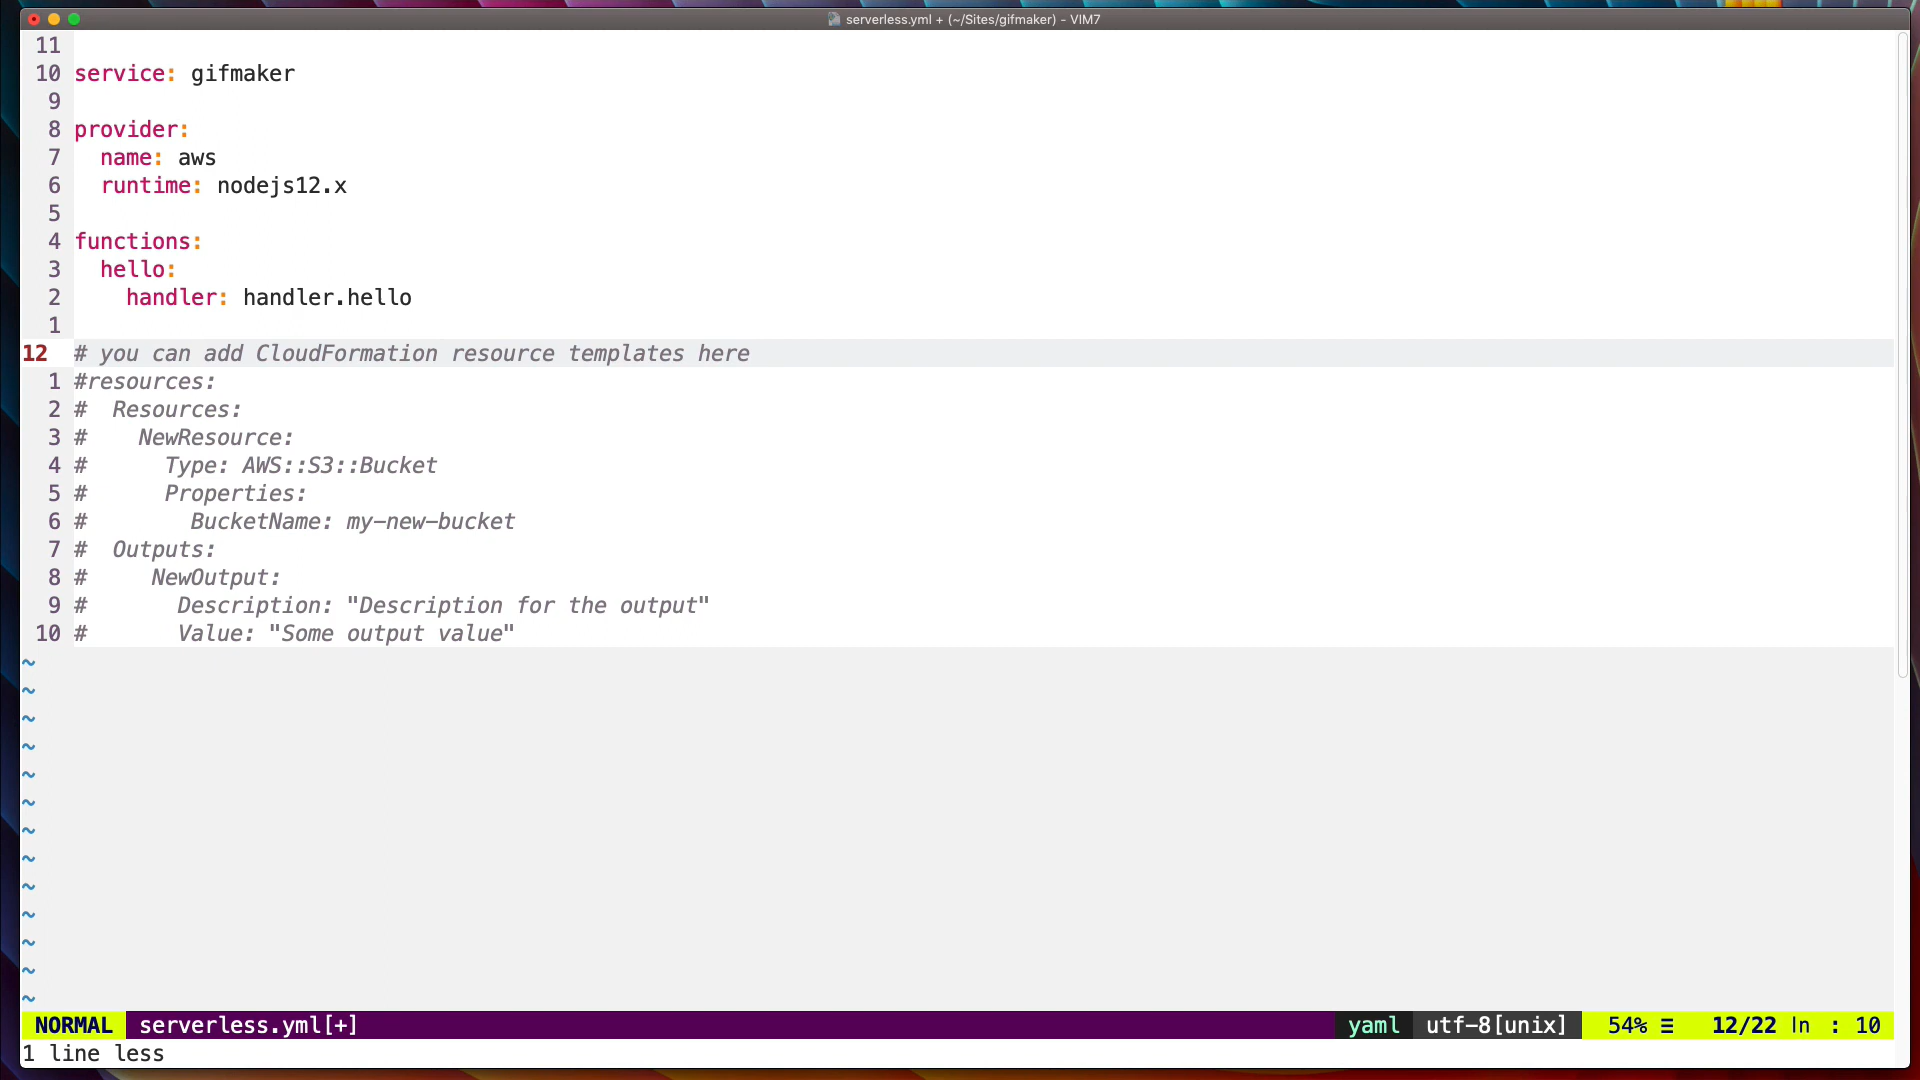 serverless.yml + (~/Sites/gifmaker) - VIM7
11
10 service: gifmaker
9
8 provider:
7   name: aws
6   runtime: nodejs12.x
5
4 functions:
3   hello:
2     handler: handler.hello
1
12 # you can add CloudFormation resource templates here
1 #resources:
2 #  Resources:
3 #    NewResource:
4 #      Type: AWS::S3::Bucket
5 #      Properties:
6 #        BucketName: my-new-bucket
7 #  Outputs:
8 #     NewOutput:
9 #       Description: "Description for the output"
10 #       Value: "Some output value"
~
~
~
~
~
~
~
~
~
~
~
~
~
NORMAL serverless.yml[+] yaml utf-8[unix] 54% ≡ 12/22 ln : 10
1 line less